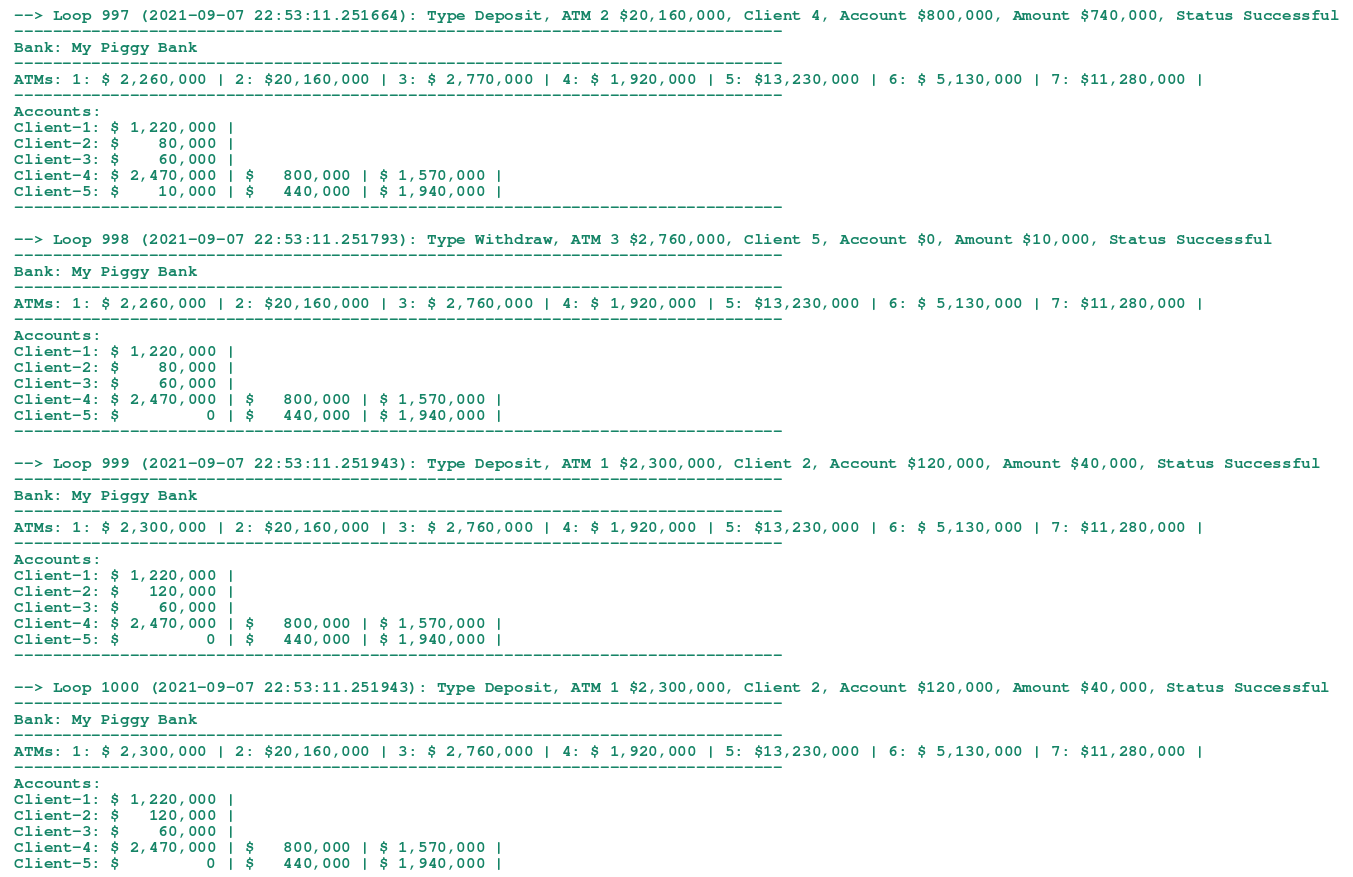 --> Loop 997 (2021-09-07 22:53:11.251664): Type Deposit, ATM 2 $20,160,000, Client 4, Account $800,000, Amount $740,000, Status Successful
--------------------------------------------------------------------------------
Bank: My Piggy Bank
--------------------------------------------------------------------------------
ATMs: 1: $ 2,260,000 | 2: $20,160,000 | 3: $ 2,770,000 | 4: $ 1,920,000 | 5: $13,230,000 | 6: $ 5,130,000 | 7: $11,280,000 |
--------------------------------------------------------------------------------
Accounts:
Client-1: $ 1,220,000 |
Client-2: $    80,000 |
Client-3: $    60,000 |
Client-4: $ 2,470,000 | $   800,000 | $ 1,570,000 |
Client-5: $    10,000 | $   440,000 | $ 1,940,000 |
--------------------------------------------------------------------------------

--> Loop 998 (2021-09-07 22:53:11.251793): Type Withdraw, ATM 3 $2,760,000, Client 5, Account $0, Amount $10,000, Status Successful
--------------------------------------------------------------------------------
Bank: My Piggy Bank
--------------------------------------------------------------------------------
ATMs: 1: $ 2,260,000 | 2: $20,160,000 | 3: $ 2,760,000 | 4: $ 1,920,000 | 5: $13,230,000 | 6: $ 5,130,000 | 7: $11,280,000 |
--------------------------------------------------------------------------------
Accounts:
Client-1: $ 1,220,000 |
Client-2: $    80,000 |
Client-3: $    60,000 |
Client-4: $ 2,470,000 | $   800,000 | $ 1,570,000 |
Client-5: $         0 | $   440,000 | $ 1,940,000 |
--------------------------------------------------------------------------------

--> Loop 999 (2021-09-07 22:53:11.251943): Type Deposit, ATM 1 $2,300,000, Client 2, Account $120,000, Amount $40,000, Status Successful
--------------------------------------------------------------------------------
Bank: My Piggy Bank
--------------------------------------------------------------------------------
ATMs: 1: $ 2,300,000 | 2: $20,160,000 | 3: $ 2,760,000 | 4: $ 1,920,000 | 5: $13,230,000 | 6: $ 5,130,000 | 7: $11,280,000 |
--------------------------------------------------------------------------------
Accounts:
Client-1: $ 1,220,000 |
Client-2: $   120,000 |
Client-3: $    60,000 |
Client-4: $ 2,470,000 | $   800,000 | $ 1,570,000 |
Client-5: $         0 | $   440,000 | $ 1,940,000 |
--------------------------------------------------------------------------------

--> Loop 1000 (2021-09-07 22:53:11.251943): Type Deposit, ATM 1 $2,300,000, Client 2, Account $120,000, Amount $40,000, Status Successful
--------------------------------------------------------------------------------
Bank: My Piggy Bank
--------------------------------------------------------------------------------
ATMs: 1: $ 2,300,000 | 2: $20,160,000 | 3: $ 2,760,000 | 4: $ 1,920,000 | 5: $13,230,000 | 6: $ 5,130,000 | 7: $11,280,000 |
--------------------------------------------------------------------------------
Accounts:
Client-1: $ 1,220,000 |
Client-2: $   120,000 |
Client-3: $    60,000 |
Client-4: $ 2,470,000 | $   800,000 | $ 1,570,000 |
Client-5: $         0 | $   440,000 | $ 1,940,000 |